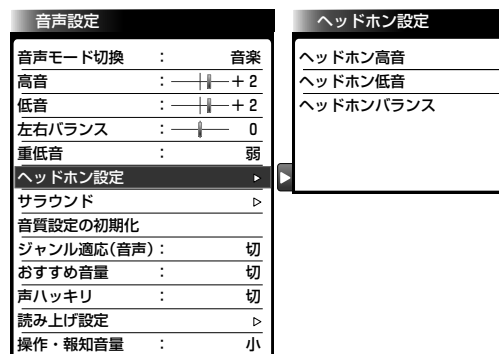 音声設定
音声モード切換 : 音楽
高音 : +2
低音 : +2
左右バランス : 0
重低音 : 弱
ヘッドホン設定
サラウンド
音質設定の初期化
ジャンル適応(音声) : 切
おすすめ音量 : 切
声ハッキリ : 切
読み上げ設定
操作・報知音量 : 小
ヘッドホン設定
ヘッドホン高音
ヘッドホン低音
ヘッドホンバランス